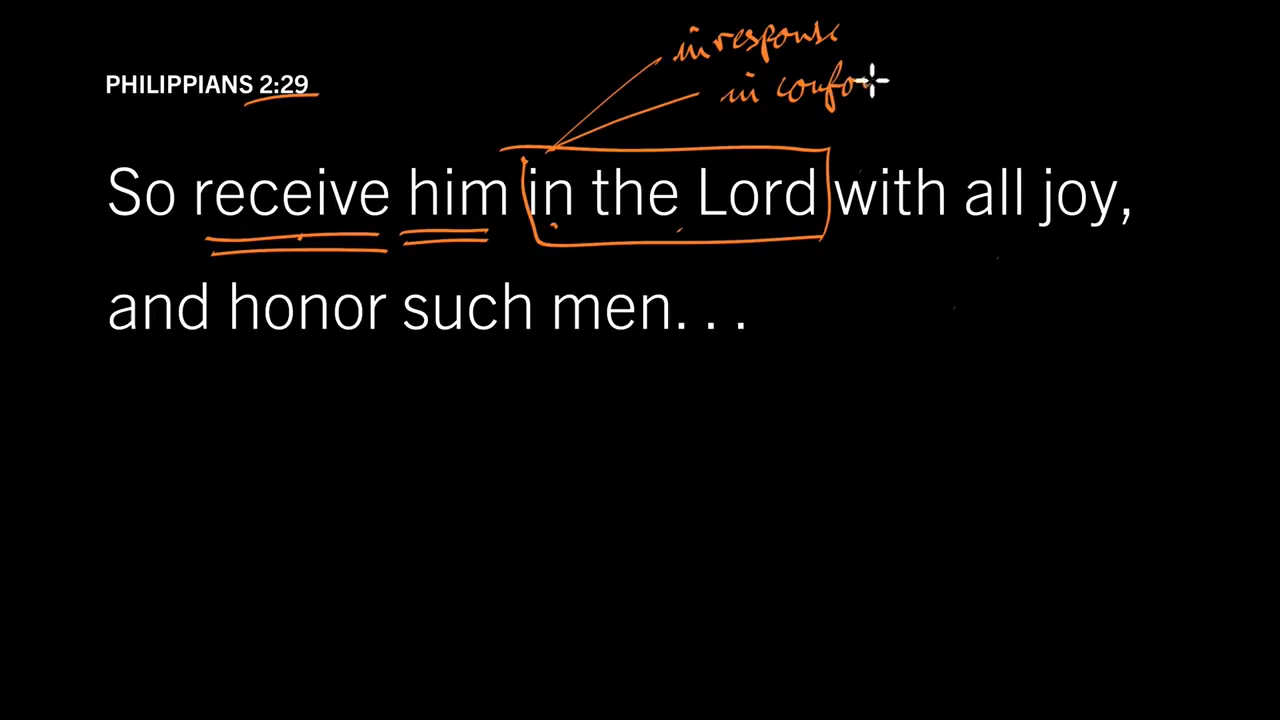 in response
in confo
PHILIPPIANS 2:29
So receive him in the Lord with all joy,
and honor such men. . .